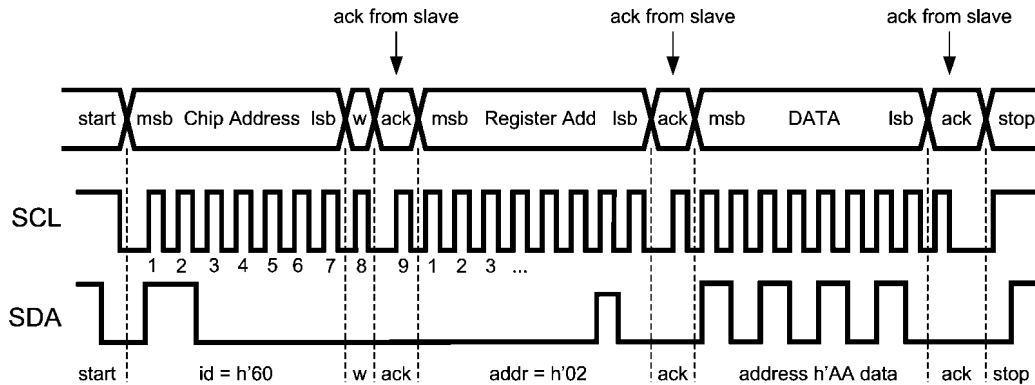 ack from slave ack from slave ack from slave
start msb Chip Address lsb w ack msb Register Add lsb ack msb DATA lsb ack stop
SCL
1 2 3 4 5 6 7 8 9 1 2 3 ...
SDA
start id = h'60 w ack addr = h'02 ack address h'AA data ack stop